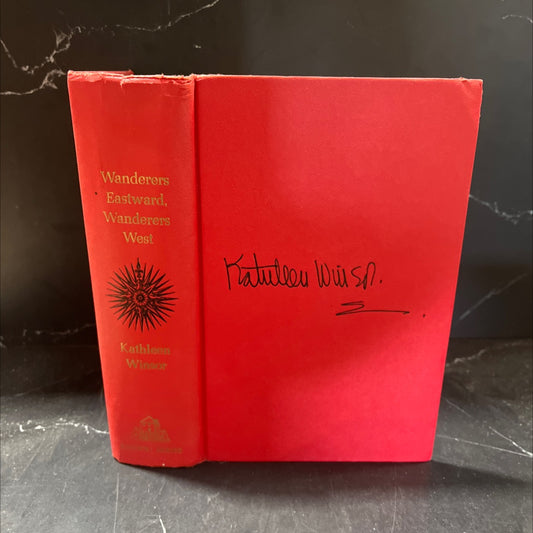 Wanderers
Eastward,
Wanderers
West
Kathleen
Winsor
Kathleen Winsor.